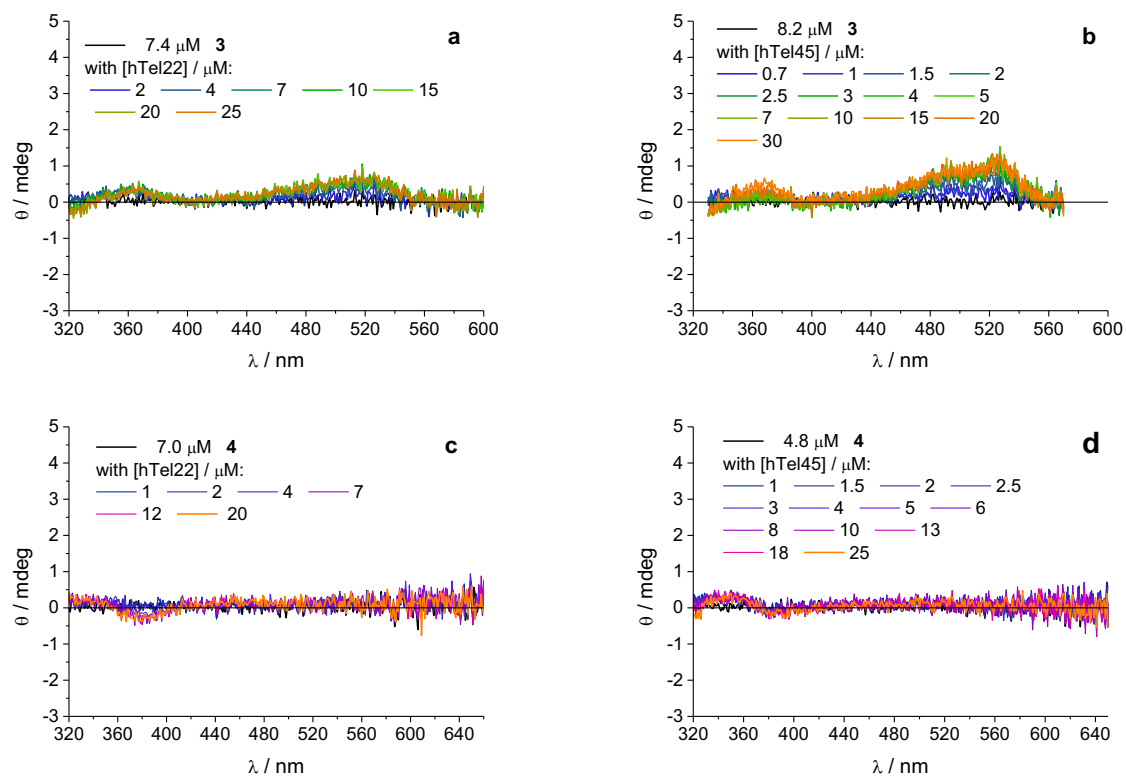 a
7.4 μM 3
with [hTel22] / μM:
2 4 7 10 15
20 25
5
4
3
2
1
0
-1
-2
-3
θ / mdeg
320 360 400 440 480 520 560 600
λ / nm
b
8.2 μM 3
with [hTel45] / μM:
0.7 1 1.5 2
2.5 3 4 5
7 10 15 20
30
5
4
3
2
1
0
-1
-2
-3
θ / mdeg
320 360 400 440 480 520 560 600
λ / nm
c
7.0 μM 4
with [hTel22] / μM:
1 2 4 7
12 20
5
4
3
2
1
0
-1
-2
-3
θ / mdeg
320 360 400 440 480 520 560 600 640
λ / nm
d
4.8 μM 4
with [hTel45] / μM:
1 1.5 2 2.5
3 4 5 6
8 10 13
18 25
5
4
3
2
1
0
-1
-2
-3
θ / mdeg
320 360 400 440 480 520 560 600 640
λ / nm